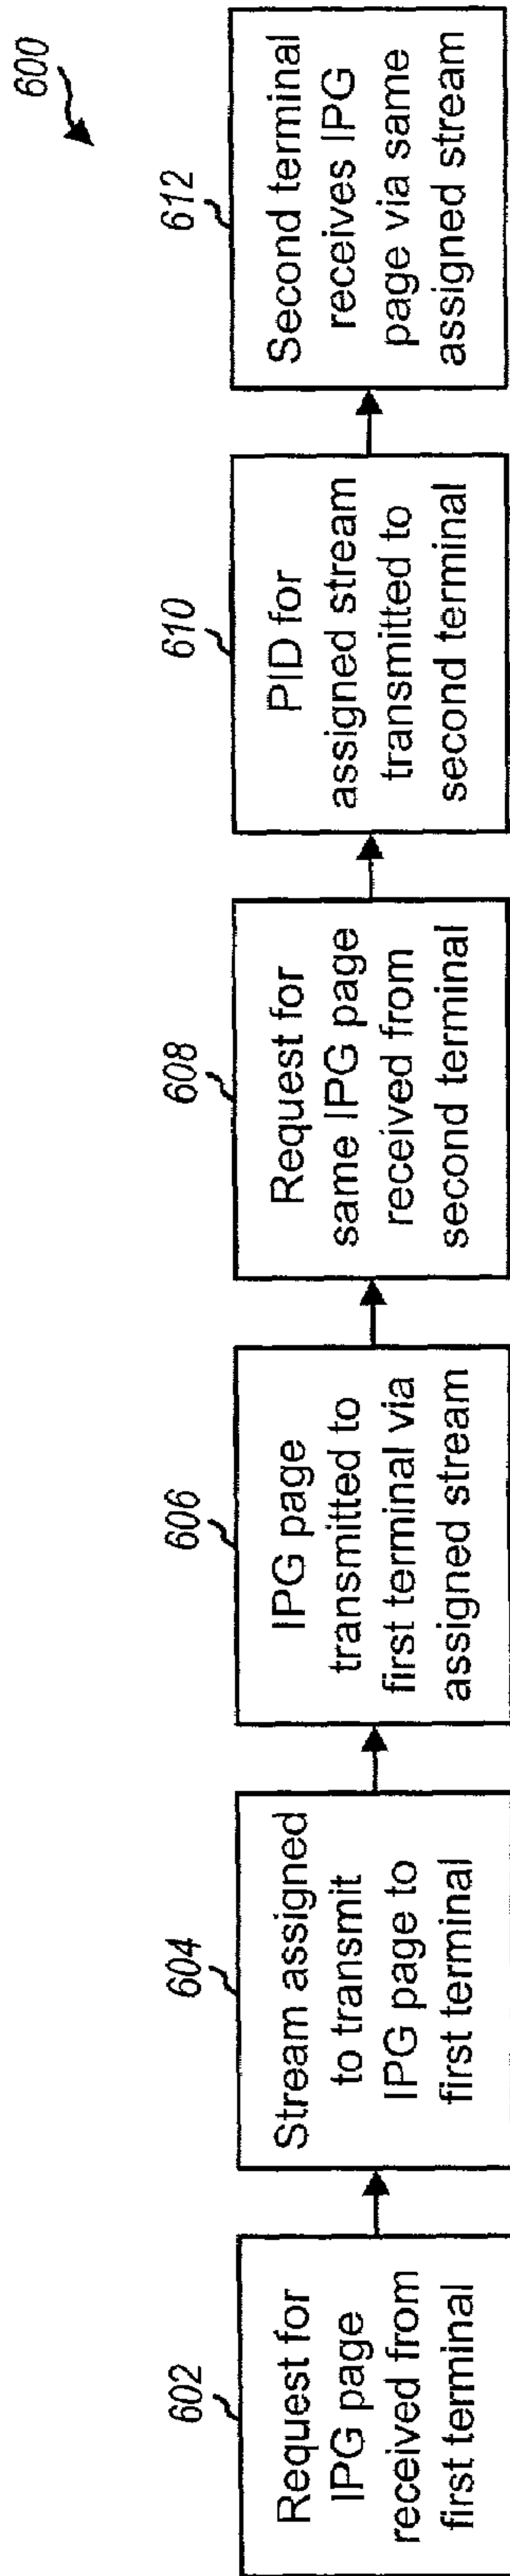 600
602
Request for
IPG page
received from
first terminal
604
Stream assigned
to transmit
IPG page to
first terminal
606
IPG page
transmitted to
first terminal via
assigned stream
608
Request for
same IPG page
received from
second terminal
610
PID for
assigned stream
transmitted to
second terminal
612
Second terminal
receives IPG
page via same
assigned stream